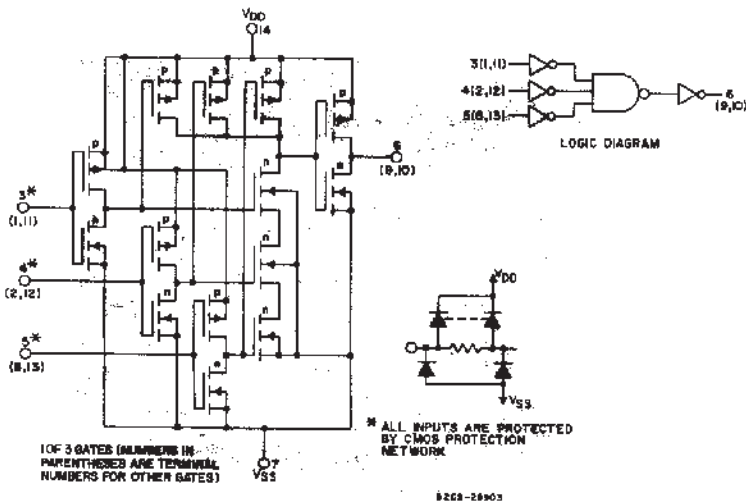 VDD
14
p
p
p
p
p
n
3*
(1,11)
p
n
4*
(2,12)
n
n
p
n
5*
(8,13)
6
(9,10)
7
VSS
1 OF 3 GATES (NUMBERS IN
PARENTHESES ARE TERMINAL
NUMBERS FOR OTHER GATES)
3(1,11)
4(2,12)
5(8,13)
6
(9,10)
LOGIC DIAGRAM
VDD
VSS
* ALL INPUTS ARE PROTECTED
BY CMOS PROTECTION
NETWORK